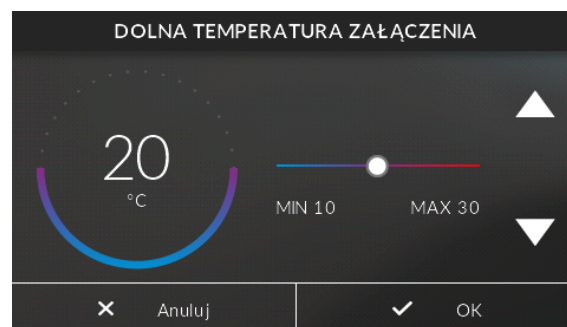 DOLNA TEMPERATURA ZAŁĄCZENIA
20
°C
MIN 10 MAX 30
Anuluj OK